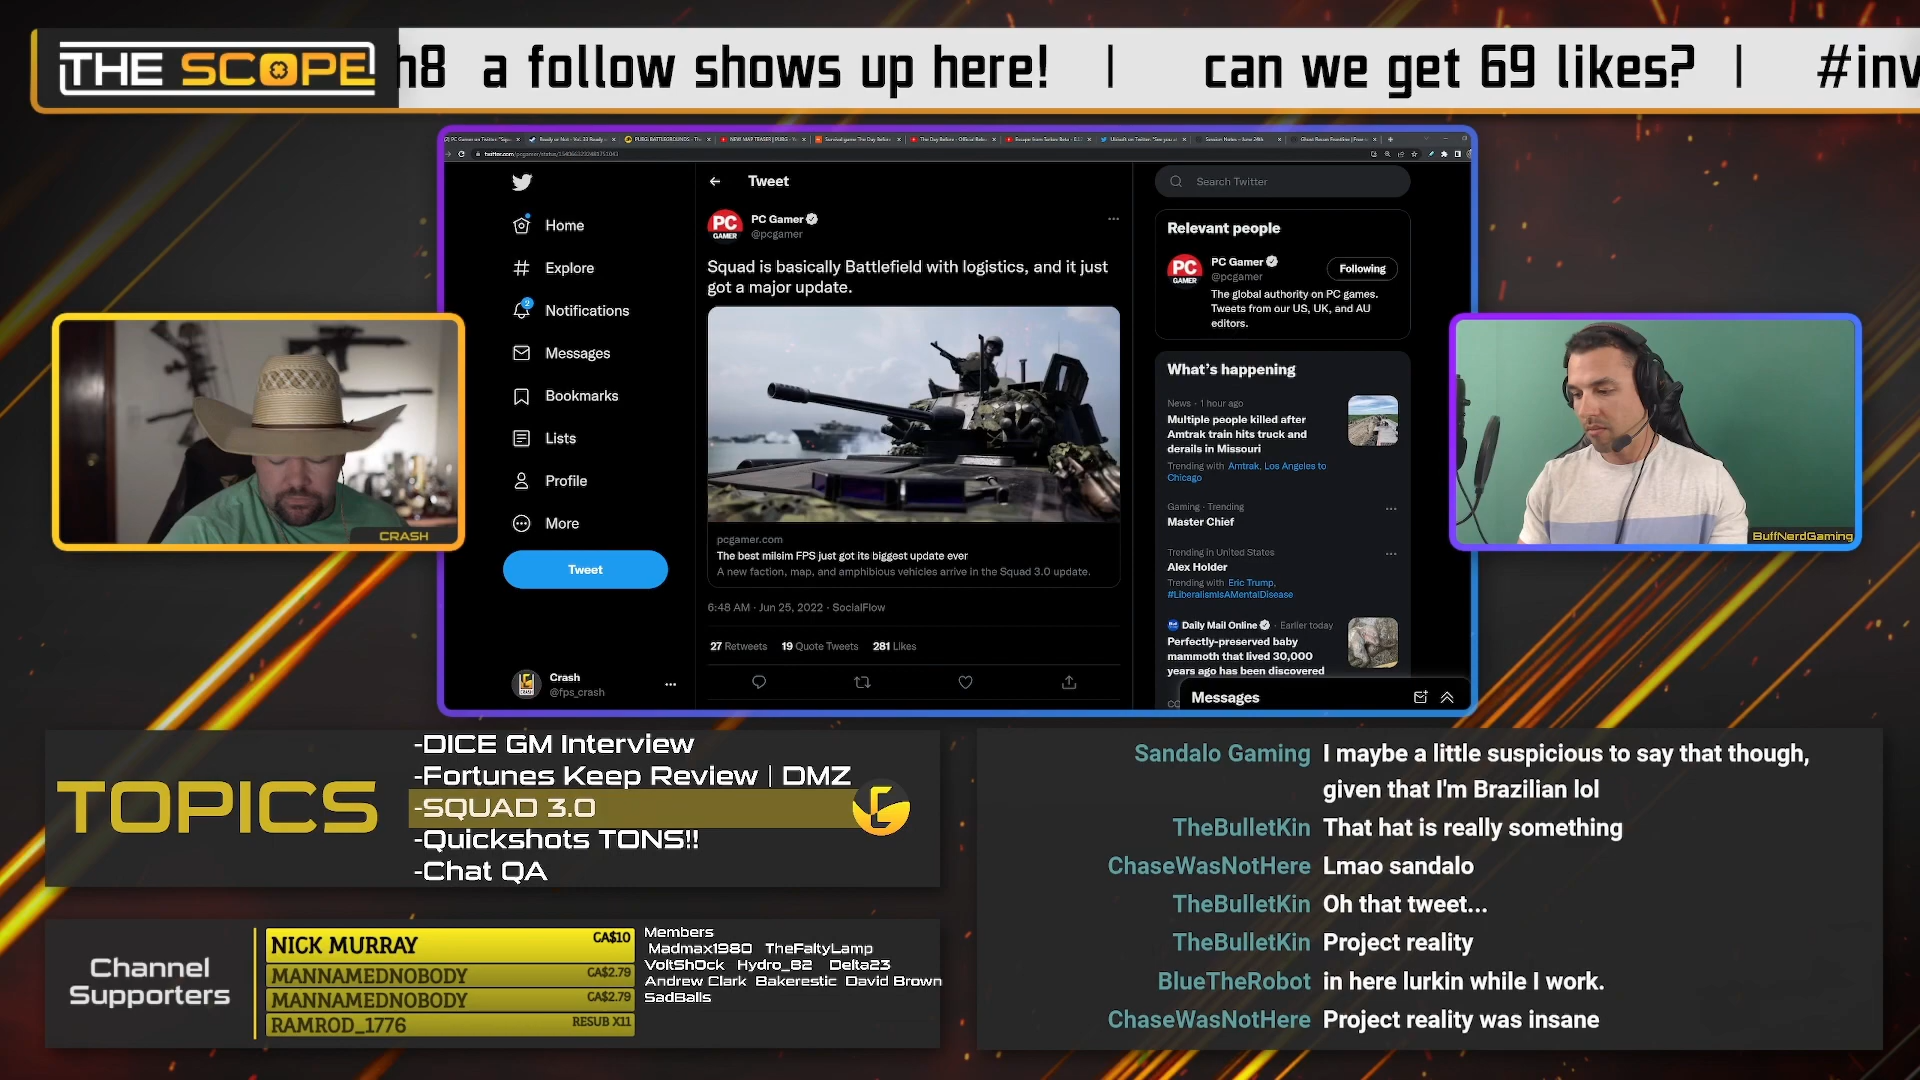 THE SCOPE
h8 a follow shows up here! | can we get 69 likes? | #inv
twitter.com/pcgamer/status/
Tweet
Search Twitter
Home
Explore
2
Notifications
Messages
Bookmarks
Lists
Profile
More
Tweet
Crash
@fps_crash
PC GAMER
PC Gamer
@pcgamer
Squad is basically Battlefield with logistics, and it just
got a major update.
pcgamer.com
The best milsim FPS just got its biggest update ever
A new faction, map, and amphibious vehicles arrive in the Squad 3.0 update.
6:48 AM · Jun 25, 2022 · SocialFlow
27 Retweets 19 Quote Tweets 281 Likes
Relevant people
PC GAMER
PC Gamer
@pcgamer
Following
The global authority on PC games.
Tweets from our US, UK, and AU
editors.
What's happening
News · 1 hour ago
Multiple people killed after
Amtrak train hits truck and
derails in Missouri
Trending with Amtrak, Los Angeles to
Chicago
Gaming · Trending
Master Chief
Trending in United States
Alex Holder
Trending with Eric Trump,
#LiberalismIsAMentalDisease
Daily Mail Online · Earlier today
Perfectly-preserved baby
mammoth that lived 30,000
years ago has been discovered
Messages
CRASH
BuffNerdGaming
TOPICS
-DICE GM Interview
-Fortunes Keep Review | DMZ
-SQUAD 3.0
-Quickshots TONS!!
-Chat QA
Channel
Supporters
NICK MURRAY CA$10
MANNAMEDNOBODY CA$2.79
MANNAMEDNOBODY CA$2.79
RAMROD_1776 RESUB X11
Members
Madmax1980 TheFaltyLamp
VoltShOck Hydro_82 Delta23
Andrew Clark Bakerestic David Brown
SadBalls
Sandalo Gaming I maybe a little suspicious to say that though,
given that I'm Brazilian lol
TheBulletKin That hat is really something
ChaseWasNotHere Lmao sandalo
TheBulletKin Oh that tweet...
TheBulletKin Project reality
BlueTheRobot in here lurkin while I work.
ChaseWasNotHere Project reality was insane